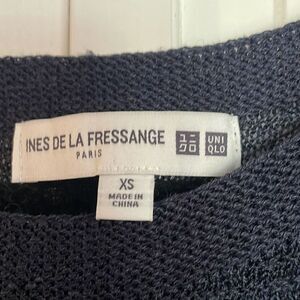 INES DE LA FRESSANGE
PARIS
ユニ
クロ
UNI
QLO
XS
MADE IN
CHINA